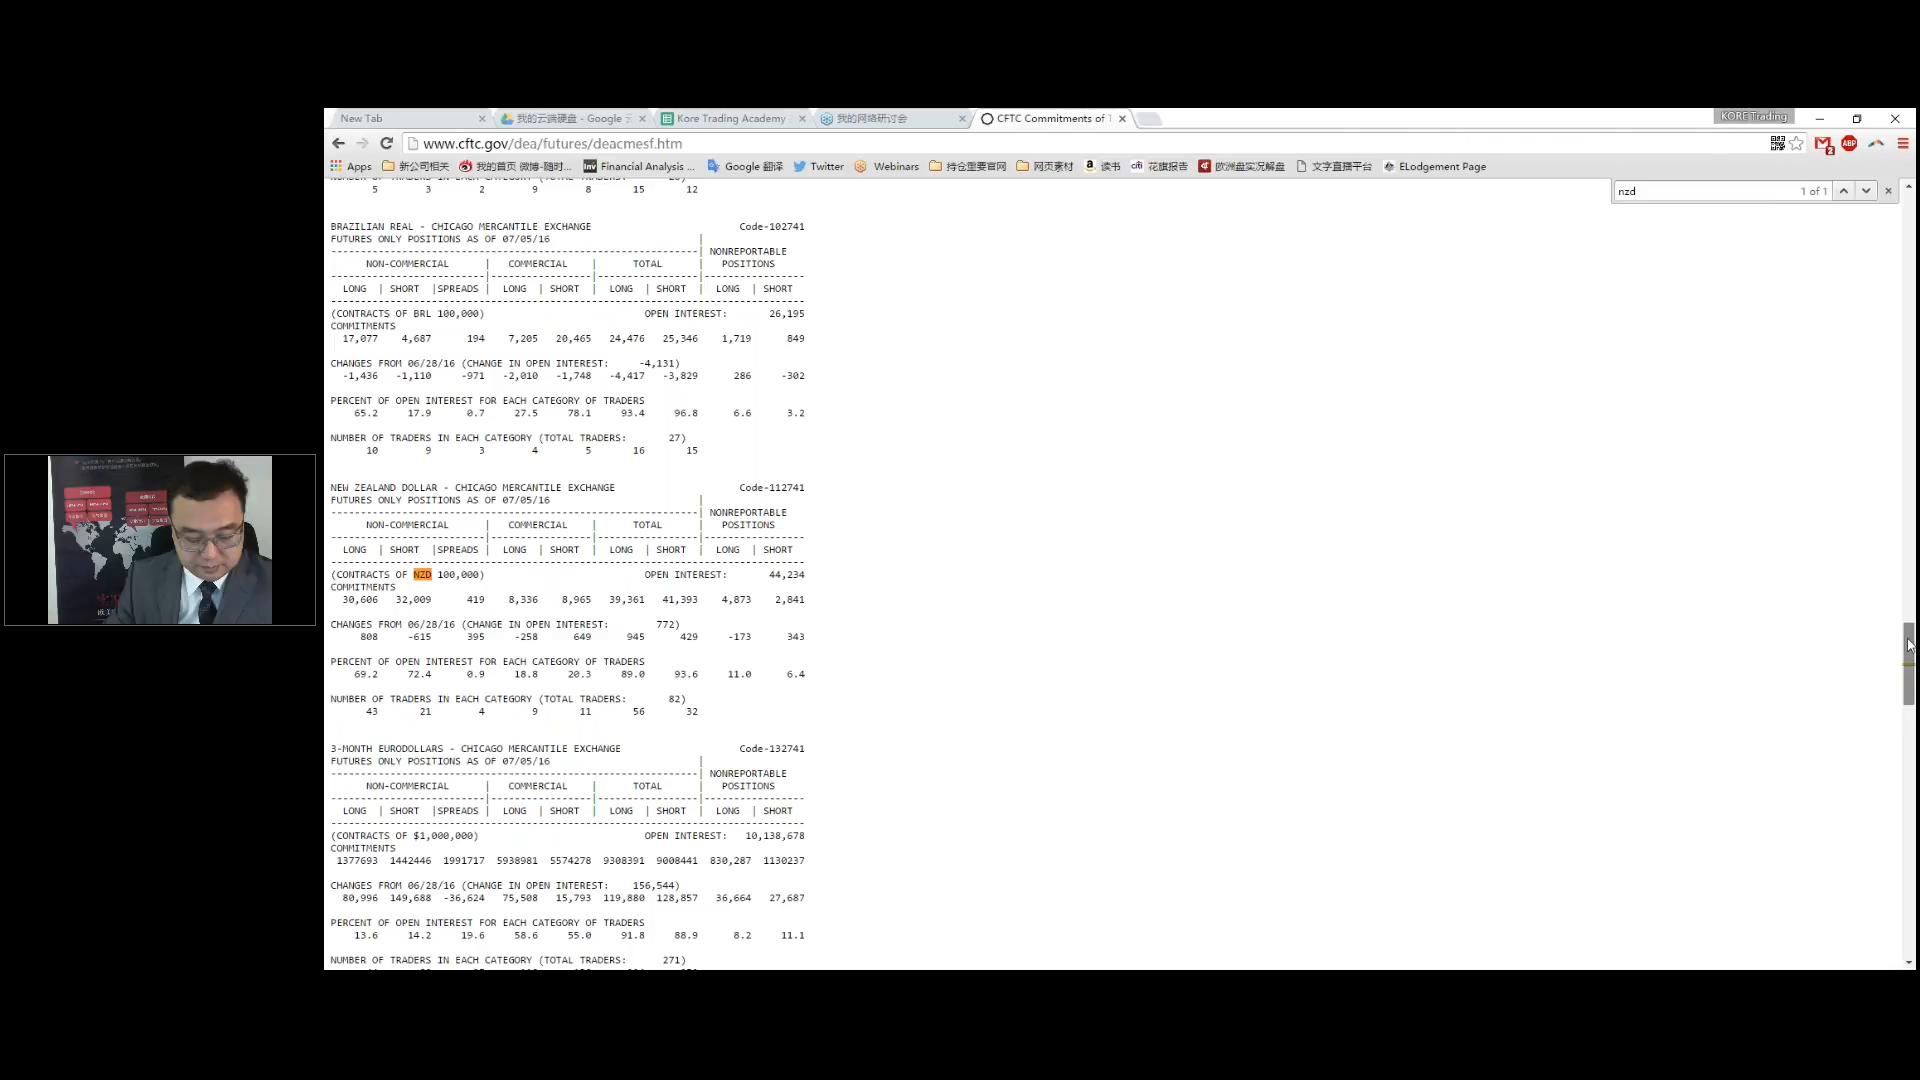 New Tab
我的云端硬盘 - Google 云
Kore Trading Academy
我的网络研讨会
CFTC Commitments of T
KORE Trading
www.cftc.gov/dea/futures/deacmesf.htm
Apps 新公司相关 我的首页 微博-随时... Inv Financial Analysis ... Google 翻译 Twitter Webinars 持仓重要官网 网页素材 读书 citi 花旗报告 欧洲盘实况解盘 文字直播平台 ELodgement Page
nzd 1 of 1
5 3 2 9 8 15 12
BRAZILIAN REAL - CHICAGO MERCANTILE EXCHANGE Code-102741
FUTURES ONLY POSITIONS AS OF 07/05/16 |
--------------------------------------------------------------| NONREPORTABLE
NON-COMMERCIAL | COMMERCIAL | TOTAL | POSITIONS
--------------------------|------------------|------------------|-----------------
LONG | SHORT |SPREADS | LONG | SHORT | LONG | SHORT | LONG | SHORT
--------------------------------------------------------------------------------
(CONTRACTS OF BRL 100,000) OPEN INTEREST: 26,195
COMMITMENTS
17,077 4,687 194 7,205 20,465 24,476 25,346 1,719 849
CHANGES FROM 06/28/16 (CHANGE IN OPEN INTEREST: -4,131)
-1,436 -1,110 -971 -2,010 -1,748 -4,417 -3,829 286 -302
PERCENT OF OPEN INTEREST FOR EACH CATEGORY OF TRADERS
65.2 17.9 0.7 27.5 78.1 93.4 96.8 6.6 3.2
NUMBER OF TRADERS IN EACH CATEGORY (TOTAL TRADERS: 27)
10 9 3 4 5 16 15
NEW ZEALAND DOLLAR - CHICAGO MERCANTILE EXCHANGE Code-112741
FUTURES ONLY POSITIONS AS OF 07/05/16 |
--------------------------------------------------------------| NONREPORTABLE
NON-COMMERCIAL | COMMERCIAL | TOTAL | POSITIONS
--------------------------|------------------|------------------|-----------------
LONG | SHORT |SPREADS | LONG | SHORT | LONG | SHORT | LONG | SHORT
--------------------------------------------------------------------------------
(CONTRACTS OF NZD 100,000) OPEN INTEREST: 44,234
COMMITMENTS
30,606 32,009 419 8,336 8,965 39,361 41,393 4,873 2,841
CHANGES FROM 06/28/16 (CHANGE IN OPEN INTEREST: 772)
808 -615 395 -258 649 945 429 -173 343
PERCENT OF OPEN INTEREST FOR EACH CATEGORY OF TRADERS
69.2 72.4 0.9 18.8 20.3 89.0 93.6 11.0 6.4
NUMBER OF TRADERS IN EACH CATEGORY (TOTAL TRADERS: 82)
43 21 4 9 11 56 32
3-MONTH EURODOLLARS - CHICAGO MERCANTILE EXCHANGE Code-132741
FUTURES ONLY POSITIONS AS OF 07/05/16 |
--------------------------------------------------------------| NONREPORTABLE
NON-COMMERCIAL | COMMERCIAL | TOTAL | POSITIONS
--------------------------|------------------|------------------|-----------------
LONG | SHORT |SPREADS | LONG | SHORT | LONG | SHORT | LONG | SHORT
--------------------------------------------------------------------------------
(CONTRACTS OF $1,000,000) OPEN INTEREST: 10,138,678
COMMITMENTS
1377693 1442446 1991717 5938981 5574278 9308391 9008441 830,287 1130237
CHANGES FROM 06/28/16 (CHANGE IN OPEN INTEREST: 156,544)
80,996 149,688 -36,624 75,508 15,793 119,880 128,857 36,664 27,687
PERCENT OF OPEN INTEREST FOR EACH CATEGORY OF TRADERS
13.6 14.2 19.6 58.6 55.0 91.8 88.9 8.2 11.1
NUMBER OF TRADERS IN EACH CATEGORY (TOTAL TRADERS: 271)